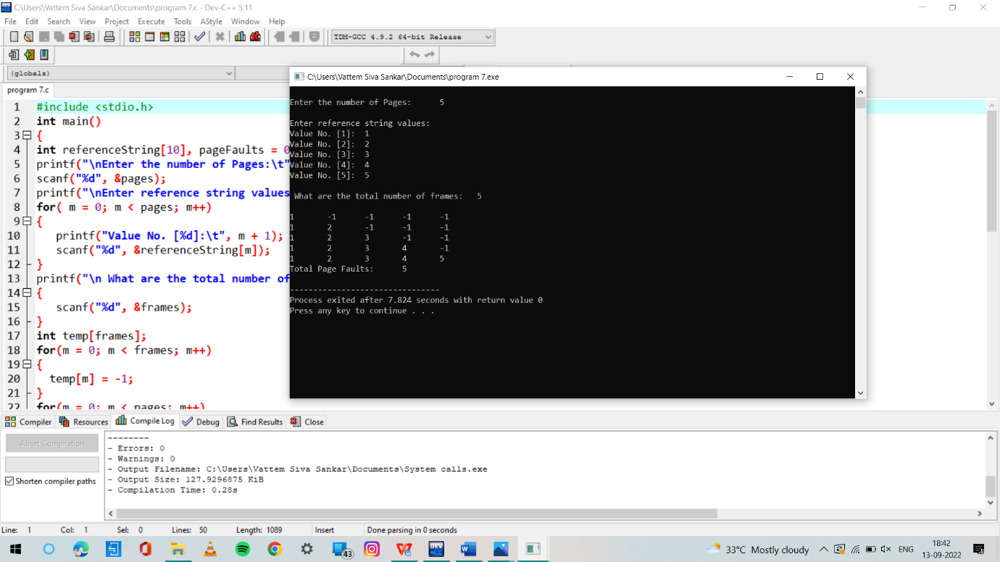 C:\Users\Vattem Siva Sankar\Documents\program 7.c - Dev-C++ 5.11
File Edit Search View Project Execute Tools AStyle Window Help
TDM-GCC 4.9.2 64-bit Release
(globals)
program 7.c
1 #include <stdio.h>
2 int main()
3 {
4 int referenceString[10], pageFaults = 0
5 printf("\nEnter the number of Pages:\t"
6 scanf("%d", &pages);
7 printf("\nEnter reference string values
8 for( m = 0; m < pages; m++)
9 {
10 printf("Value No. [%d]:\t", m + 1);
11 scanf("%d", &referenceString[m]);
12 }
13 printf("\n What are the total number of
14 {
15 scanf("%d", &frames);
16 }
17 int temp[frames];
18 for(m = 0; m < frames; m++)
19 {
20 temp[m] = -1;
21 }
22 for(m = 0; m < pages; m++)
C:\Users\Vattem Siva Sankar\Documents\program 7.exe
Enter the number of Pages: 5
Enter reference string values:
Value No. [1]: 1
Value No. [2]: 2
Value No. [3]: 3
Value No. [4]: 4
Value No. [5]: 5
What are the total number of frames: 5
1 -1 -1 -1 -1
1 2 -1 -1 -1
1 2 3 -1 -1
1 2 3 4 -1
1 2 3 4 5
Total Page Faults: 5
--------------------------------
Process exited after 7.824 seconds with return value 0
Press any key to continue . . .
Compiler Resources Compile Log Debug Find Results Close
Abort Compilation
Shorten compiler paths
--------
- Errors: 0
- Warnings: 0
- Output Filename: C:\Users\Vattem Siva Sankar\Documents\System calls.exe
- Output Size: 127.9296875 KiB
- Compilation Time: 0.28s
Line: 1 Col: 1 Sel: 0 Lines: 50 Length: 1089 Insert Done parsing in 0 seconds
43
DEV
W
33°C Mostly cloudy
ENG
18:42
13-09-2022